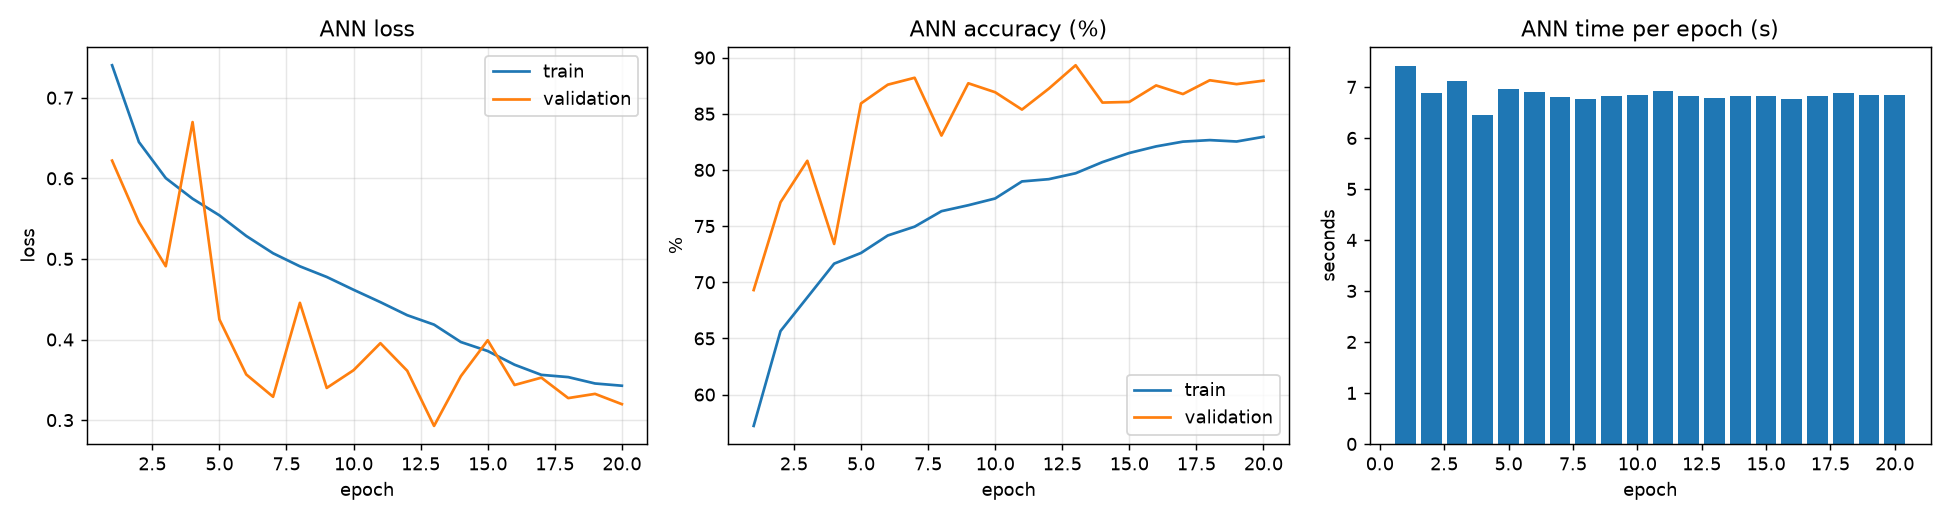 ANN loss
train
validation
0.7
0.6
0.5
0.4
0.3
loss
2.5 5.0 7.5 10.0 12.5 15.0 17.5 20.0
epoch
ANN accuracy (%)
90
85
80
75
70
65
60
%
train
validation
2.5 5.0 7.5 10.0 12.5 15.0 17.5 20.0
epoch
ANN time per epoch (s)
7
6
5
4
3
2
1
0
seconds
0.0 2.5 5.0 7.5 10.0 12.5 15.0 17.5 20.0
epoch